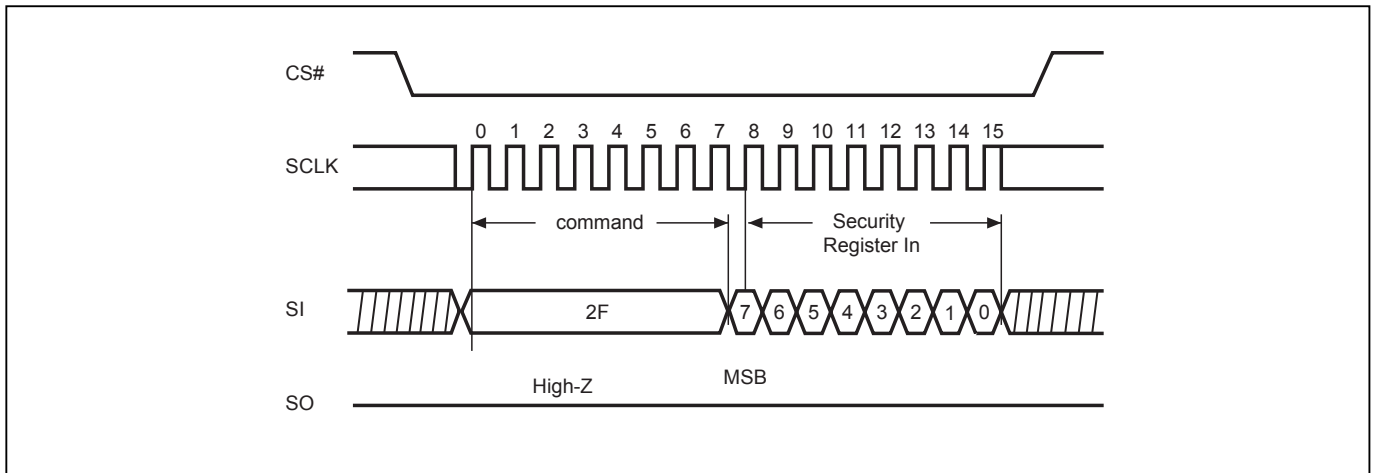 CS#
0 1 2 3 4 5 6 7 8 9 10 11 12 13 14 15
SCLK
command
Security
Register In
SI
2F
7 6 5 4 3 2 1 0
MSB
High-Z
SO